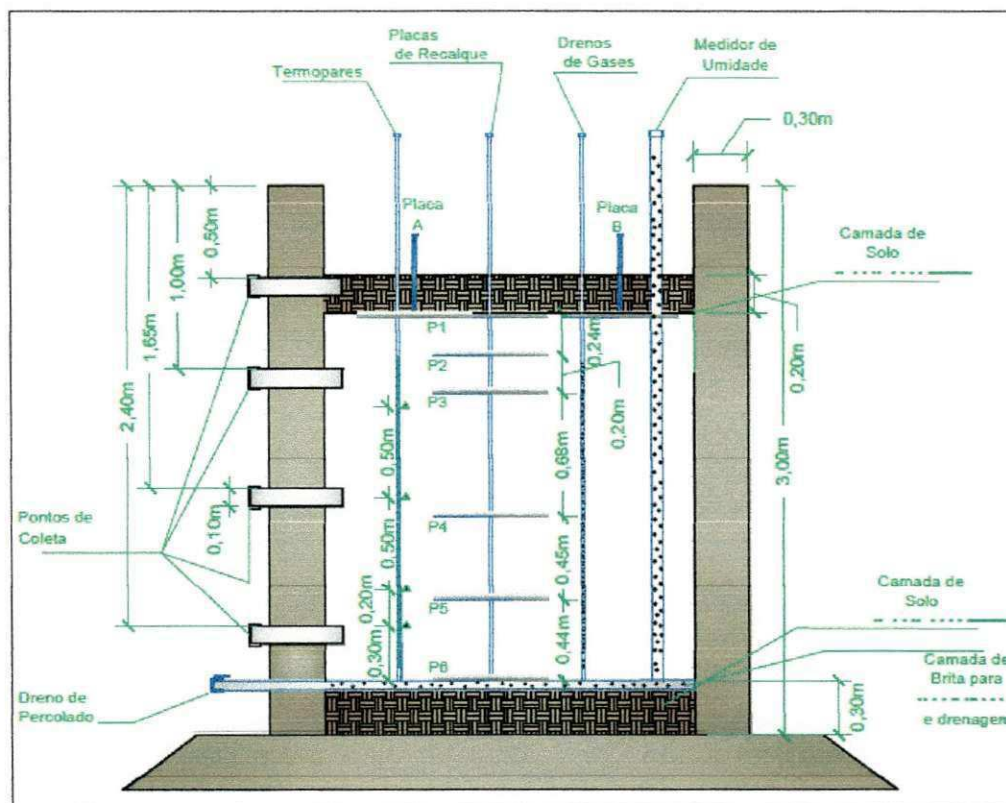 Termopares
Placas
de Recalque
Drenos
de Gases
Medidor de
Umidade
0,30m
Placa
A
Placa
B
Camada de
Solo
0,50m
1,00m
1,65m
2,40m
P1
P2
P3
0,24m
0,20m
0,20m
3,00m
0,50m
0,68m
0,10m
Pontos de
Coleta
P4
0,50m
0,45m
0,20m
P5
0,30m
0,44m
P6
Camada de
Solo
Camada de
Brita para
e drenagem
0,30m
Dreno de
Percolado